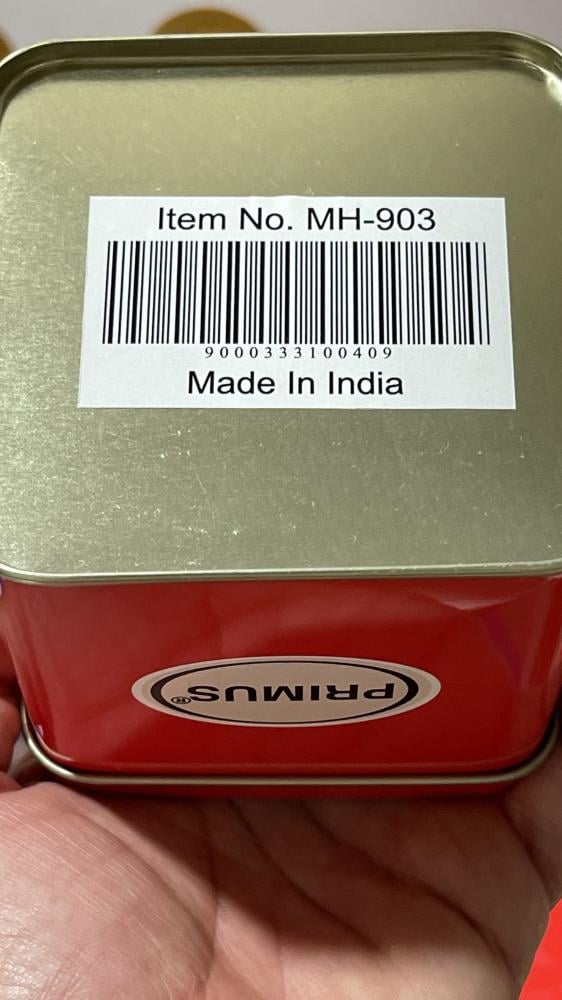 Item No. MH-903
9000333100409
Made In India
PRIMUS®